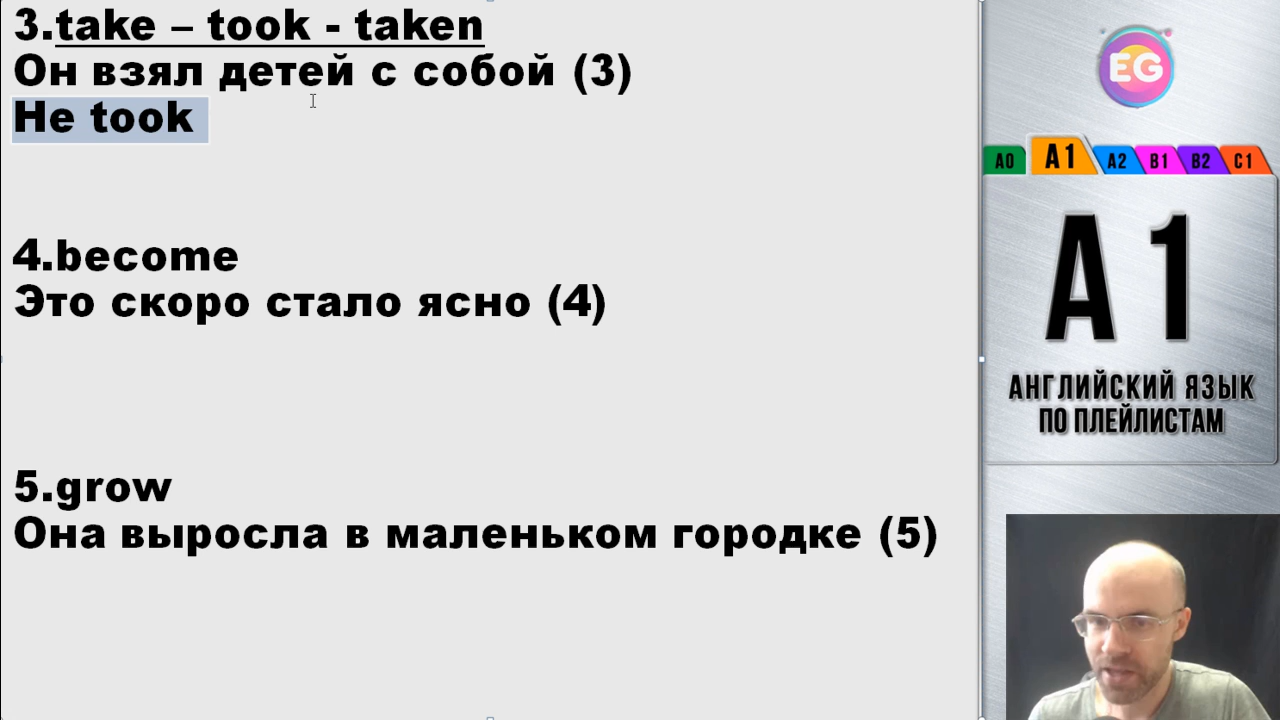 3.take – took - taken
Он взял детей с собой (3)
He took
4.become
Это скоро стало ясно (4)
5.grow
Она выросла в маленьком городке (5)
EG
A0 A1 A2 B1 B2 C1
A1
АНГЛИЙСКИЙ ЯЗЫК
ПО ПЛЕЙЛИСТАМ